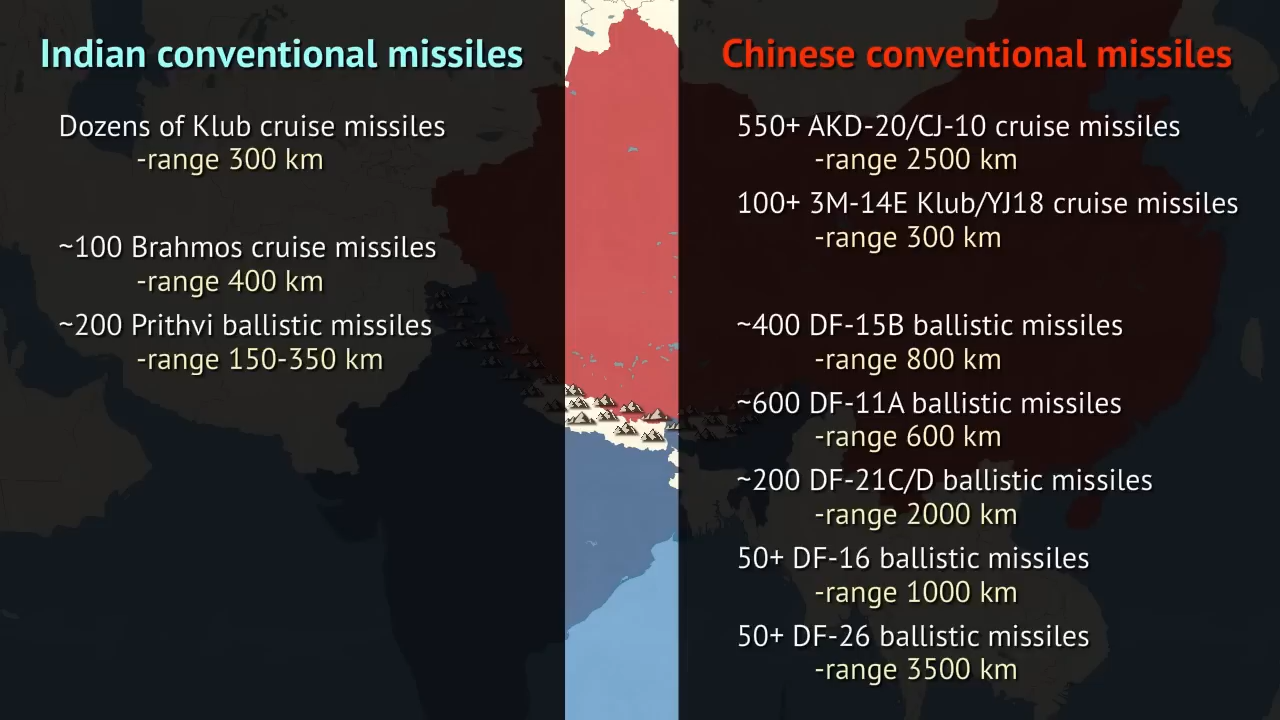 Indian conventional missiles
Dozens of Klub cruise missiles
-range 300 km
~100 Brahmos cruise missiles
-range 400 km
~200 Prithvi ballistic missiles
-range 150-350 km
Chinese conventional missiles
550+ AKD-20/CJ-10 cruise missiles
-range 2500 km
100+ 3M-14E Klub/YJ18 cruise missiles
-range 300 km
~400 DF-15B ballistic missiles
-range 800 km
~600 DF-11A ballistic missiles
-range 600 km
~200 DF-21C/D ballistic missiles
-range 2000 km
50+ DF-16 ballistic missiles
-range 1000 km
50+ DF-26 ballistic missiles
-range 3500 km